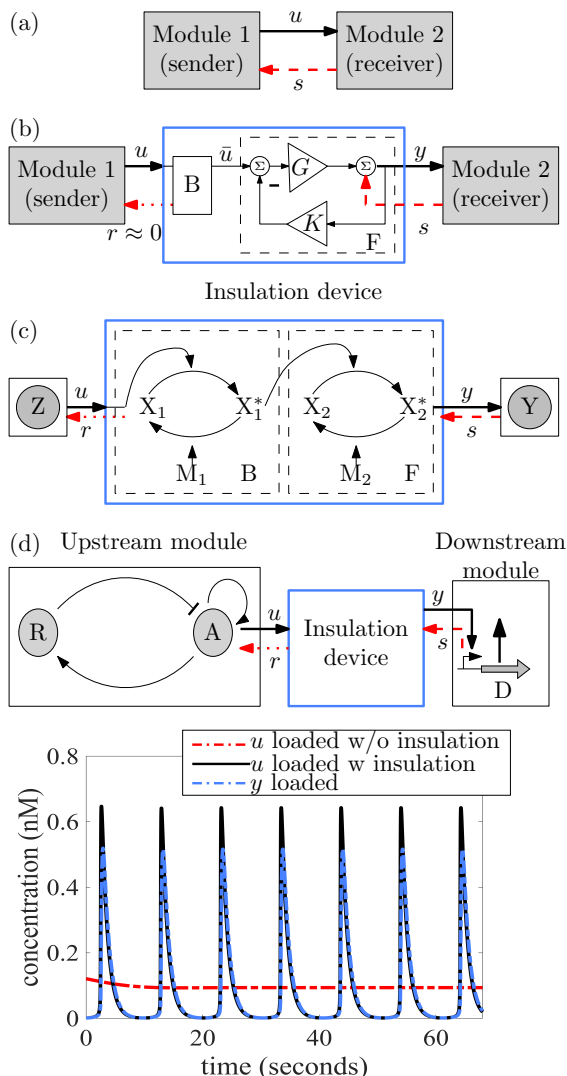 (a)
Module 1
(sender)
u
Module 2
(receiver)
s
(b)
Module 1
(sender)
u
r ≈ 0
B
ū
Σ
G
Σ
−
K
F
y
s
Module 2
(receiver)
Insulation device
(c)
Z
u
r
X₁
X₁*
M₁
B
X₂
X₂*
M₂
F
y
s
Y
(d)
Upstream module
R
A
u
r
Insulation
device
y
s
Downstream
module
D
u loaded w/o insulation
u loaded w insulation
y loaded
concentration (nM)
0.8
0.6
0.4
0.2
0
0
20
40
60
time (seconds)